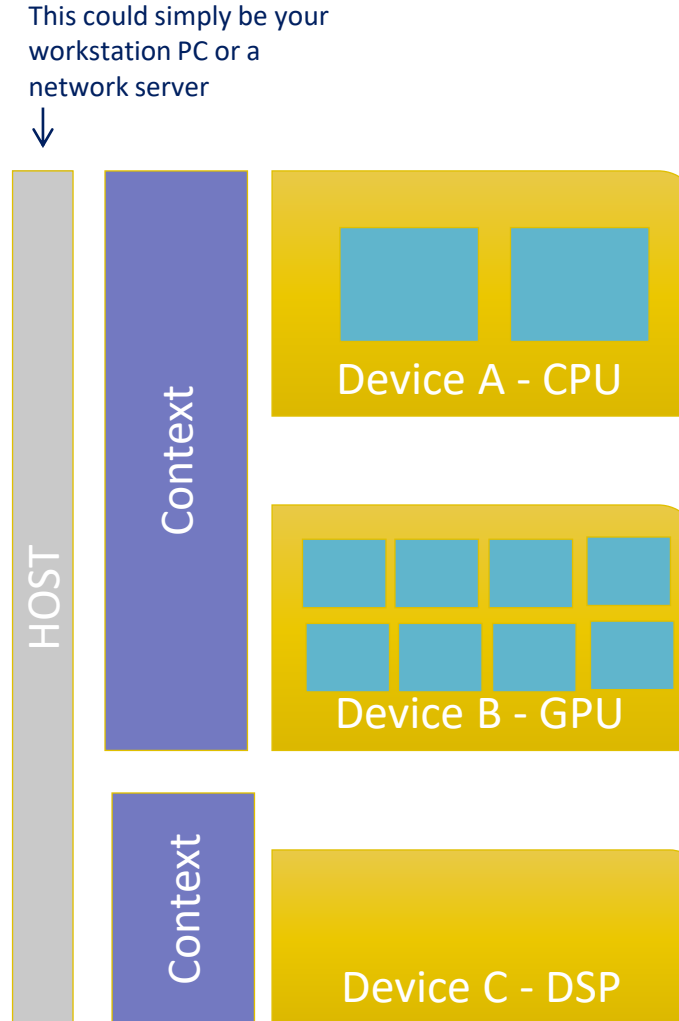 This could simply be your
workstation PC or a
network server
HOST
Context
Device A - CPU
Device B - GPU
Context
Device C - DSP